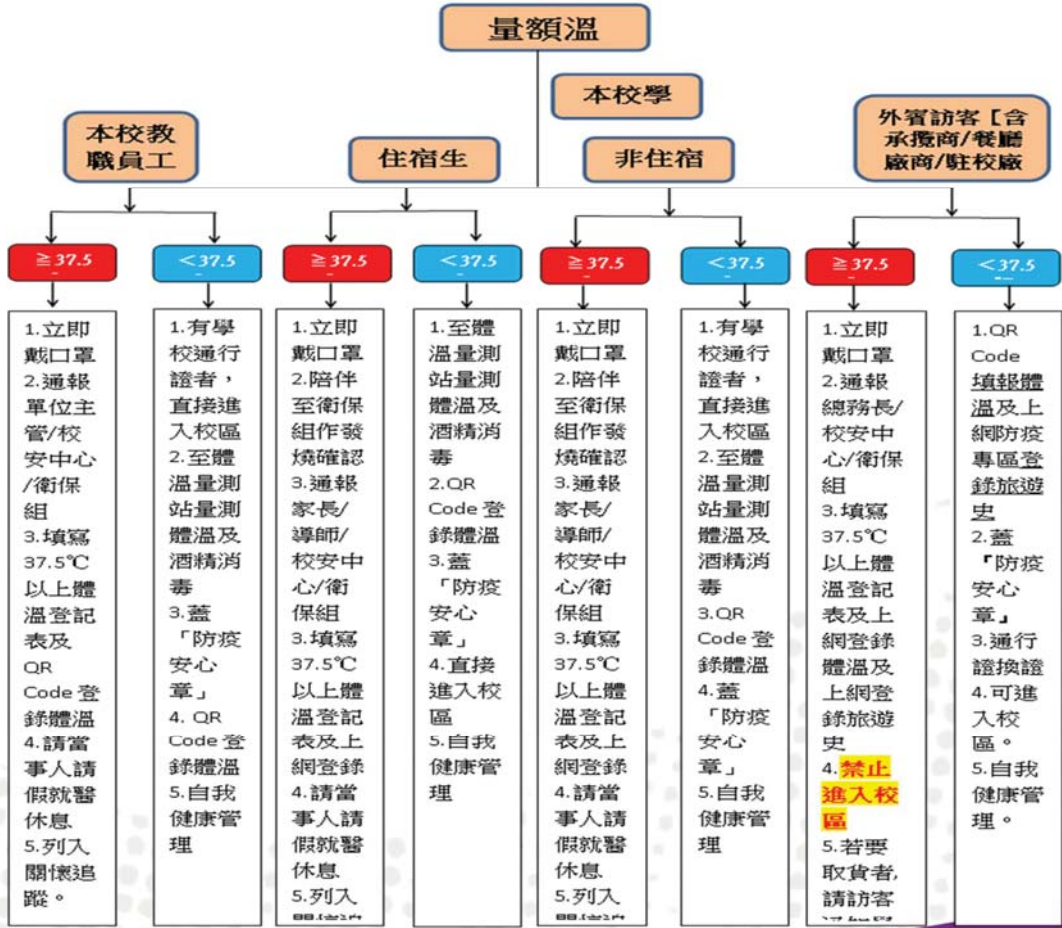 量額溫
本校學
本校教
職員工
住宿生
非住宿
外賓訪客【含
承攬商/餐廳
廠商/駐校廠
≧37.5
＜37.5
≧37.5
＜37.5
≧37.5
＜37.5
≧37.5
＜37.5
1.立即
戴口罩
2.通報
單位主
管/校
安中心
/衛保
組
3.填寫
37.5℃
以上體
溫登記
表及
QR
Code 登
錄體溫
4.請當
事人請
假就醫
休息
5.列入
關懷追
蹤。
1.有學
校通行
證者，
直接進
入校區
2.至體
溫量測
站量測
體溫及
酒精消
毒
3.蓋
「防疫
安心
章」
4. QR
Code 登
錄體溫
5.自我
健康管
理
1.立即
戴口罩
2.陪伴
至衛保
組作發
燒確認
3.通報
家長/
導師/
校安中
心/衛
保組
3.填寫
37.5℃
以上體
溫登記
表及上
網登錄
4.請當
事人請
假就醫
休息
5.列入
1.至體
溫量測
站量測
體溫及
酒精消
毒
2.QR
Code 登
錄體溫
3.蓋
「防疫
安心
章」
4.直接
進入校
區
5.自我
健康管
理
1.立即
戴口罩
2.陪伴
至衛保
組作發
燒確認
3.通報
家長/
導師/
校安中
心/衛
保組
3.填寫
37.5℃
以上體
溫登記
表及上
網登錄
4.請當
事人請
假就醫
休息
5.列入
1.有學
校通行
證者，
直接進
入校區
2.至體
溫量測
站量測
體溫及
酒精消
毒
3.QR
Code 登
錄體溫
4.蓋
「防疫
安心
章」
5.自我
健康管
理
1.立即
戴口罩
2.通報
總務長/
校安中
心/衛保
組
3.填寫
37.5℃
以上體
溫登記
表及上
網登錄
體溫及
上網登
錄旅遊
史
4.禁止
進入校
區
5.若要
取貨者,
請訪客
1.QR
Code
填報體
溫及上
網防疫
專區登
錄旅遊
史
2.蓋
「防疫
安心
章」
3.通行
證換證
4.可進
入校
區。
5.自我
健康管
理。